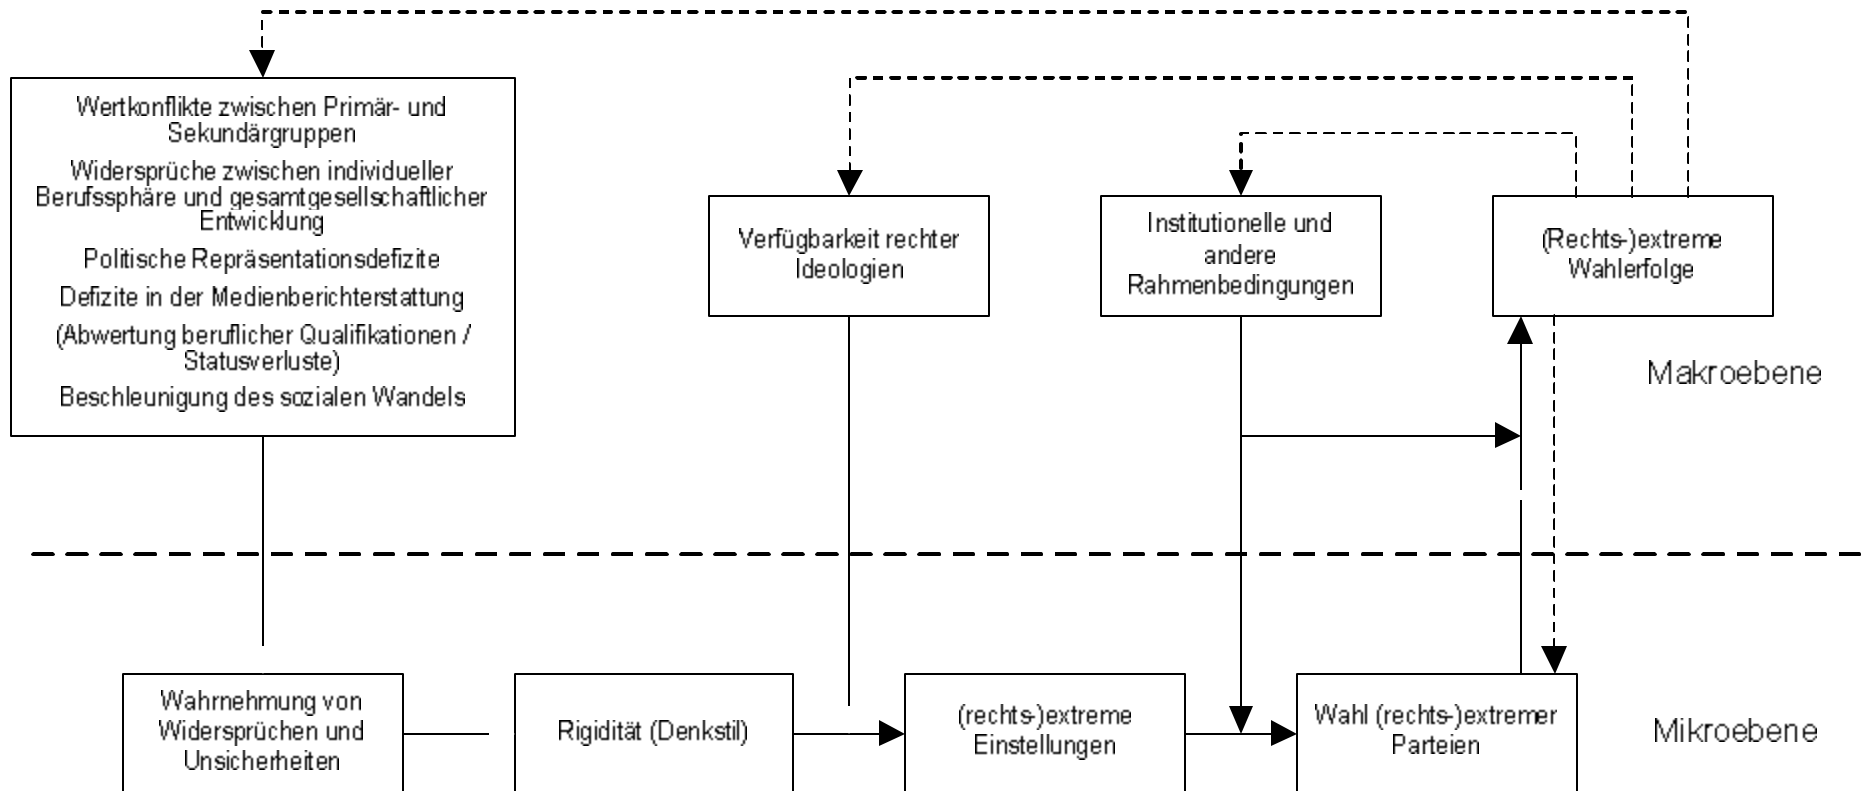 Wertkonflikte zwischen Primär- und
Sekundärgruppen
Widersprüche zwischen individueller
Berufssphäre und gesamtgesellschaftlicher
Entwicklung
Politische Repräsentationsdefizite
Defizite in der Medienberichterstattung
(Abwertung beruflicher Qualifikationen /
Statusverluste)
Beschleunigung des sozialen Wandels
Verfügbarkeit rechter
Ideologien
Institutionelle und
andere
Rahmenbedingungen
(Rechts-)extreme
Wahlerfolge
Makroebene
Wahrnehmung von
Widersprüchen und
Unsicherheiten
Rigidität (Denkstil)
(rechts-)extreme
Einstellungen
Wahl (rechts-)extremer
Parteien
Mikroebene